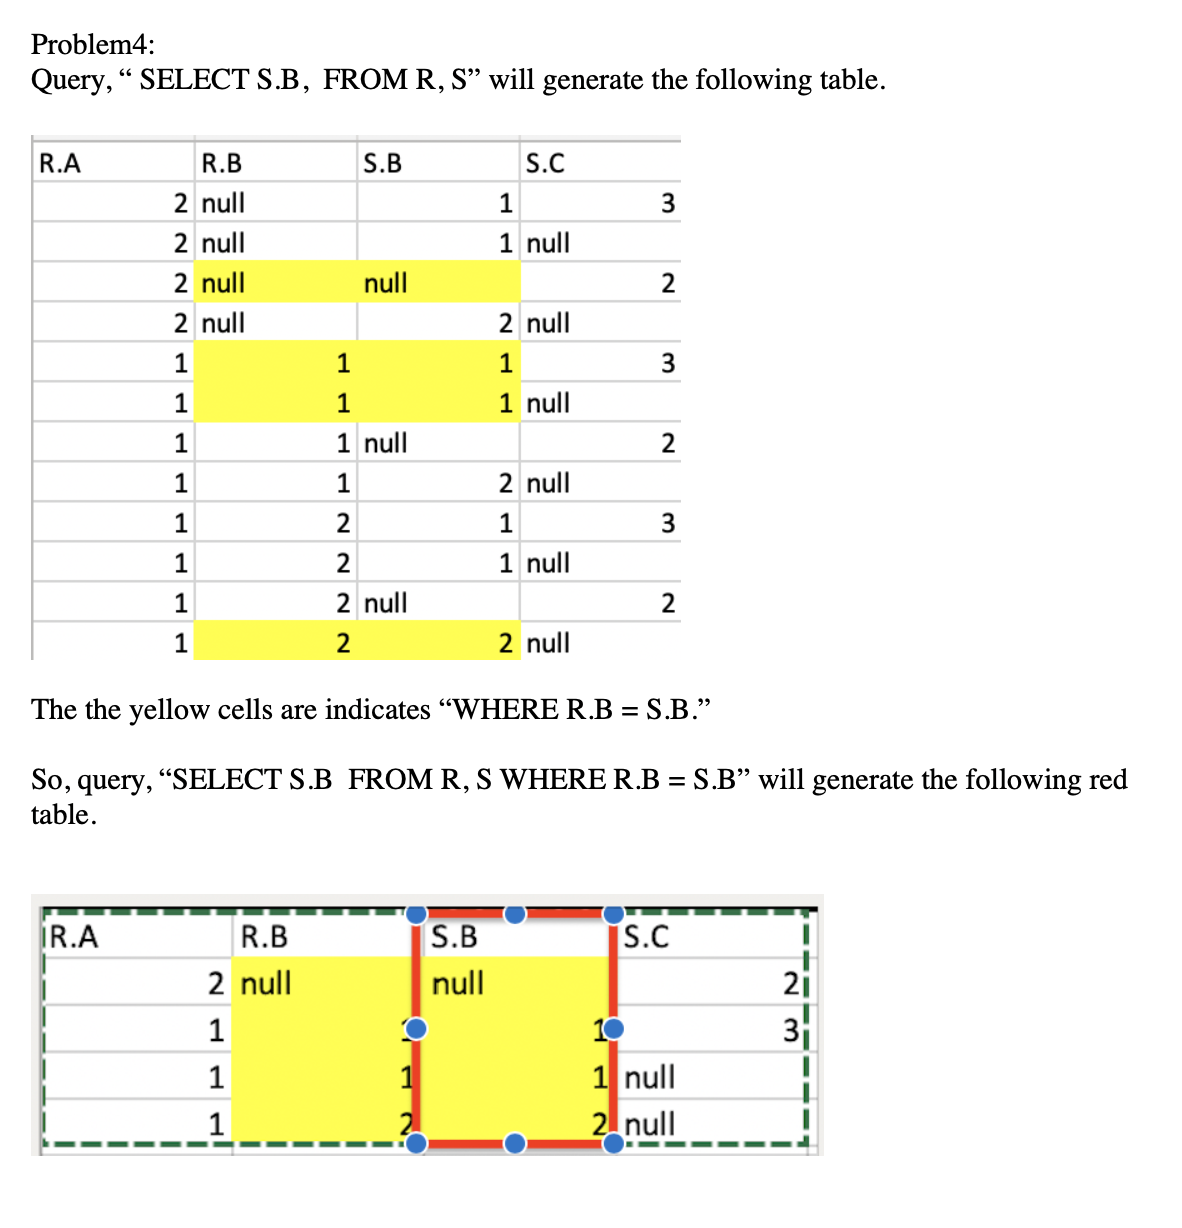 Problem4:
Query, “ SELECT S.B, FROM R, S” will generate the following table.
R.A R.B S.B S.C
2 null 1 3
2 null 1 null
2 null null 2
2 null 2 null
1 1 1 3
1 1 1 null
1 1 null 2
1 1 2 null
1 2 1 3
1 2 1 null
1 2 null 2
1 2 2 null
The the yellow cells are indicates “WHERE R.B = S.B.”
So, query, “SELECT S.B FROM R, S WHERE R.B = S.B” will generate the following red
table.
R.A R.B S.B S.C
2 null null 2
1 1 1 3
1 1 1 null
1 2 2 null